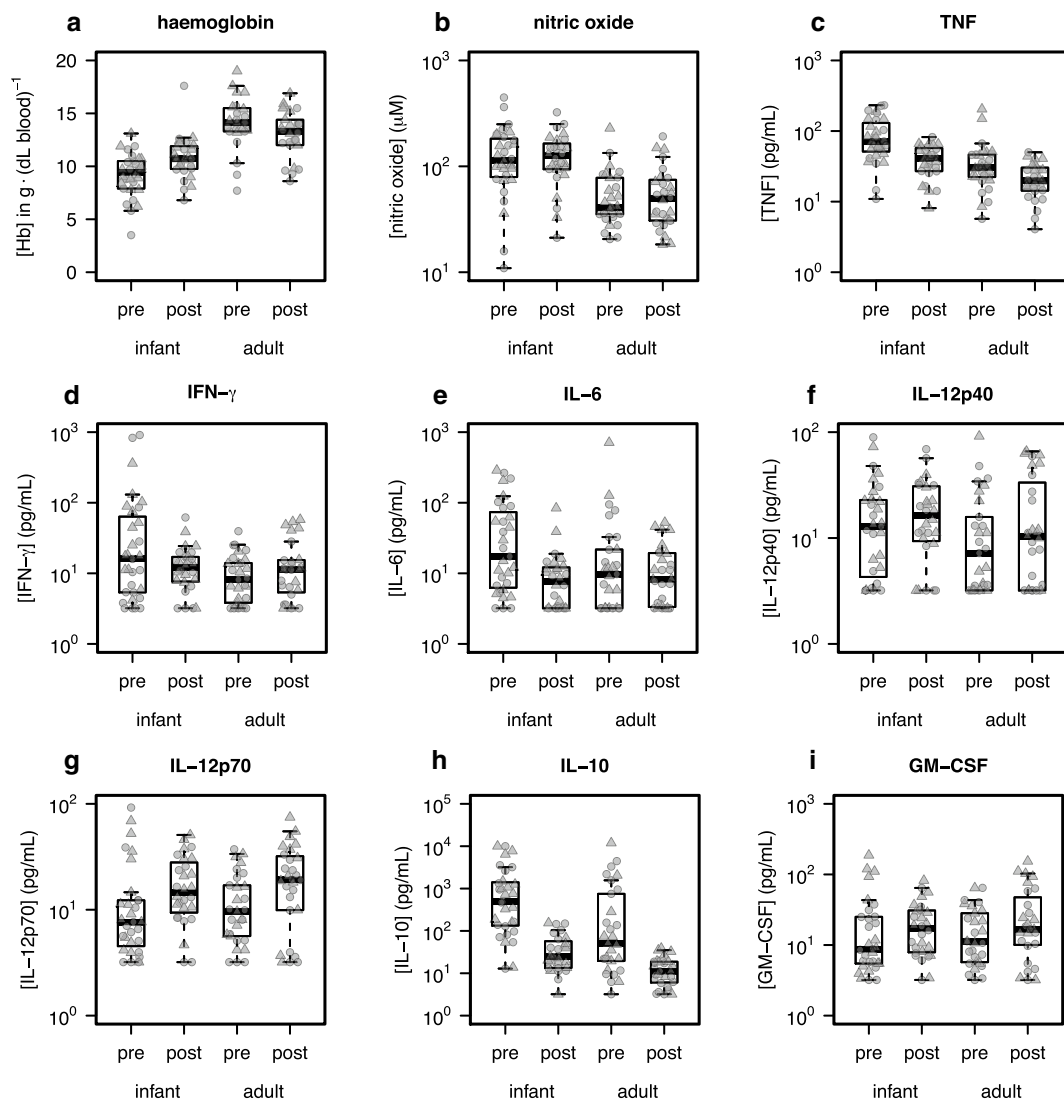 a haemoglobin
[Hb] in g · (dL blood)⁻¹
20
15
10
5
0
pre post pre post
infant adult
b nitric oxide
[nitric oxide] (μM)
10³
10²
10¹
pre post pre post
infant adult
c TNF
[TNF] (pg/mL)
10³
10²
10¹
10⁰
pre post pre post
infant adult
d IFN−γ
[IFN−γ] (pg/mL)
10³
10²
10¹
10⁰
pre post pre post
infant adult
e IL−6
[IL−6] (pg/mL)
10³
10²
10¹
10⁰
pre post pre post
infant adult
f IL−12p40
[IL−12p40] (pg/mL)
10²
10¹
10⁰
pre post pre post
infant adult
g IL−12p70
[IL−12p70] (pg/mL)
10²
10¹
10⁰
pre post pre post
infant adult
h IL−10
[IL−10] (pg/mL)
10⁵
10⁴
10³
10²
10¹
10⁰
pre post pre post
infant adult
i GM−CSF
[GM−CSF] (pg/mL)
10³
10²
10¹
10⁰
pre post pre post
infant adult